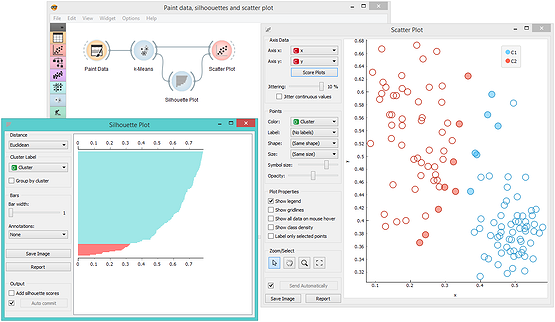 Paint data, silhouettes and scatter plot
File Edit View Widget Options Help
Paint Data
k-Means
Scatter Plot
Silhouette Plot
Silhouette Plot
Distance
Euclidean
Cluster Label
Cluster
Group by cluster
Bars
Bar width:
1
Annotations:
None
Save Image
Report
Output
Add silhouette scores
Auto commit
0 0.1 0.2 0.3 0.4 0.5 0.6 0.7
0 0.1 0.2 0.3 0.4 0.5 0.6 0.7
Scatter Plot
Axis Data
Axis x: x
Axis y: y
Score Plots
Jittering: 10 %
Jitter continuous values
Points
Color: Cluster
Label: (No labels)
Shape: (Same shape)
Size: (Same size)
Symbol size:
Opacity:
Plot Properties
Show legend
Show gridlines
Show all data on mouse hover
Show class density
Label only selected points
Zoom/Select
Send Automatically
Save Image Report
0.68
0.66
0.64
0.62
0.6
0.58
0.56
0.54
0.52
0.5
0.48
0.46
0.44
0.42
0.4
0.38
0.36
0.34
0.32
y
0.1 0.2 0.3 0.4 0.5
x
C1
C2